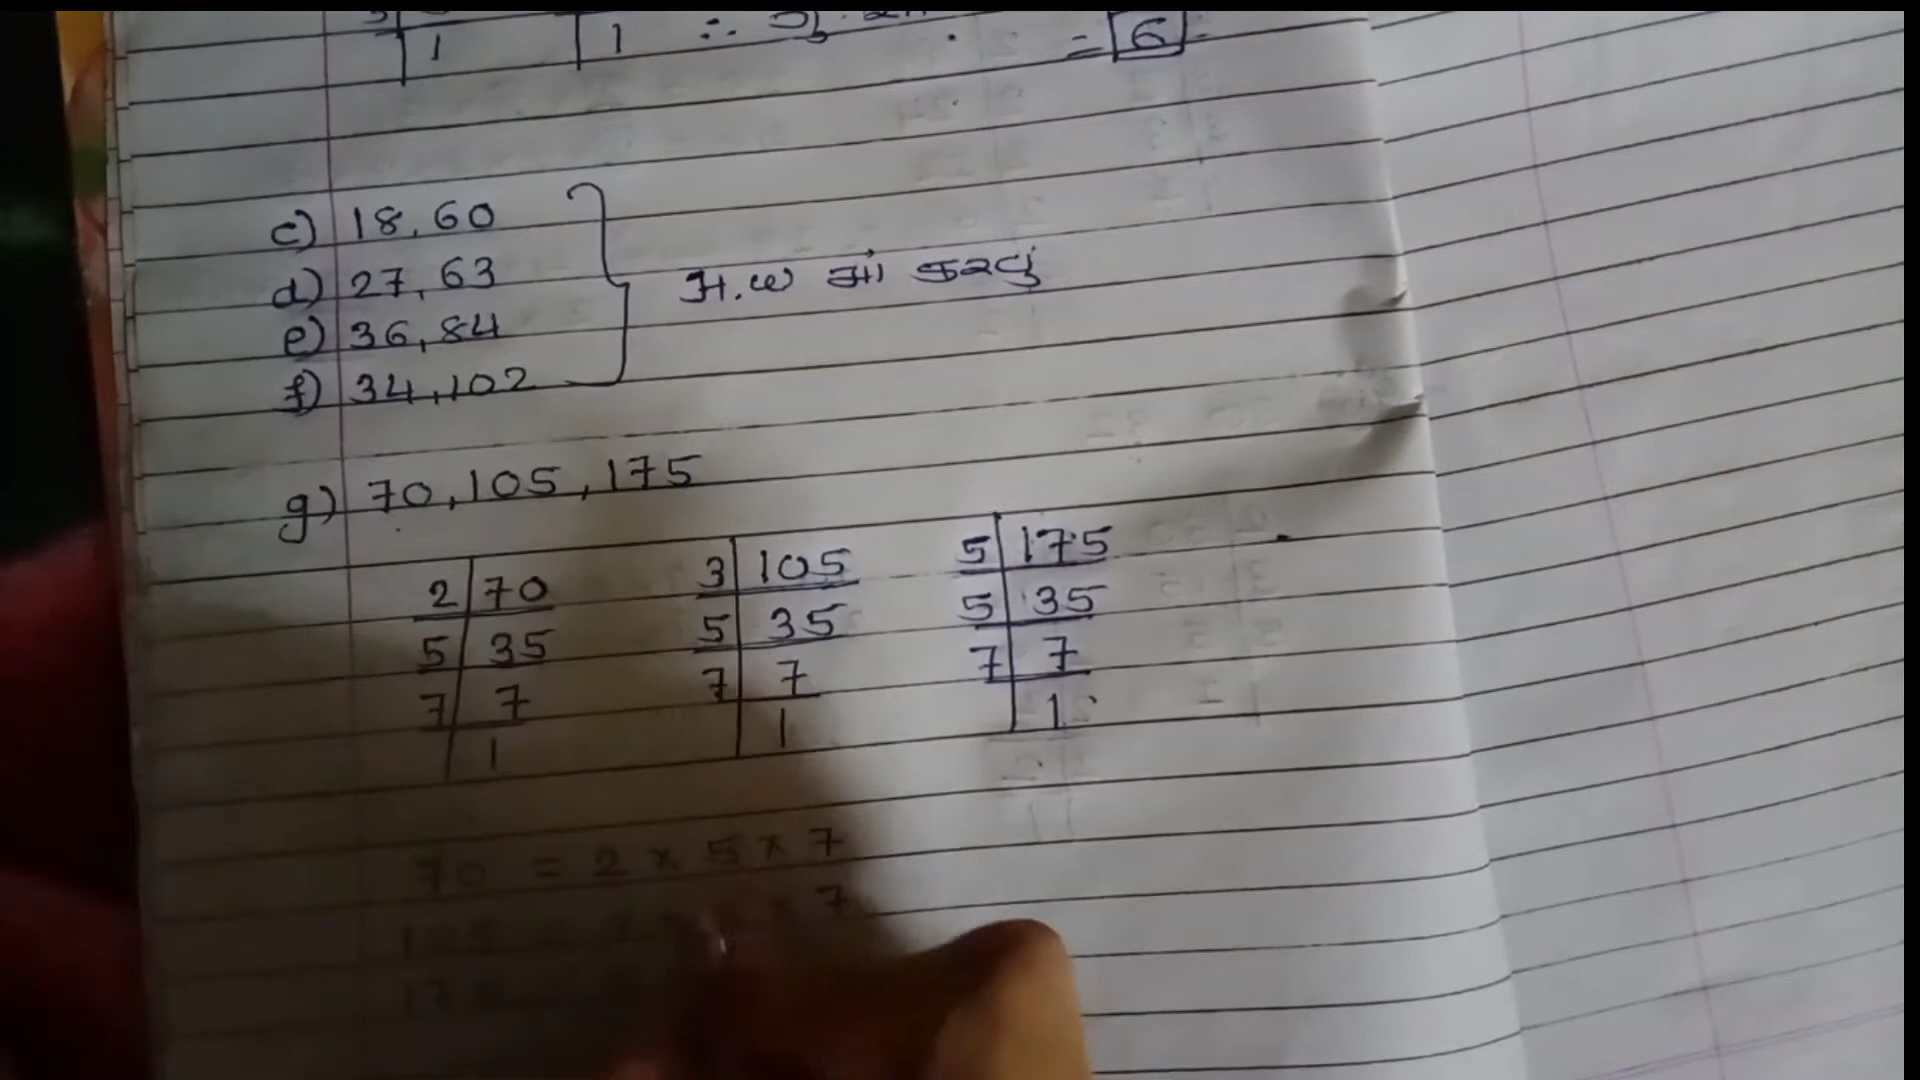 1 1 ∴ ગુ. = 6
c) 18, 60
d) 27, 63
e) 36, 84
f) 34, 102
મ.ળ માં કરવું
g) 70, 105, 175
2 70 3 105 5 175
5 35 5 35 5 35
7 7 7 7 7 7
1 1 1
70 = 2 × 5 × 7
105 = × 7